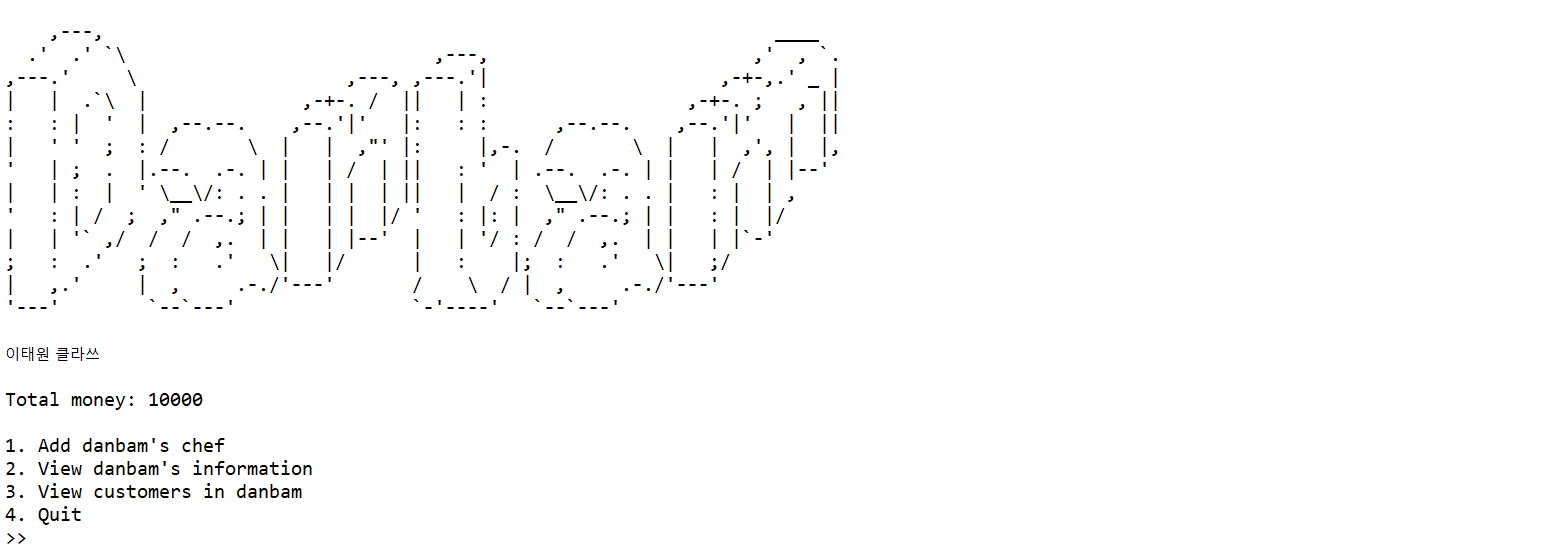 Danbam
이태원 클라쓰
Total money: 10000
1. Add danbam's chef
2. View danbam's information
3. View customers in danbam
4. Quit
>>